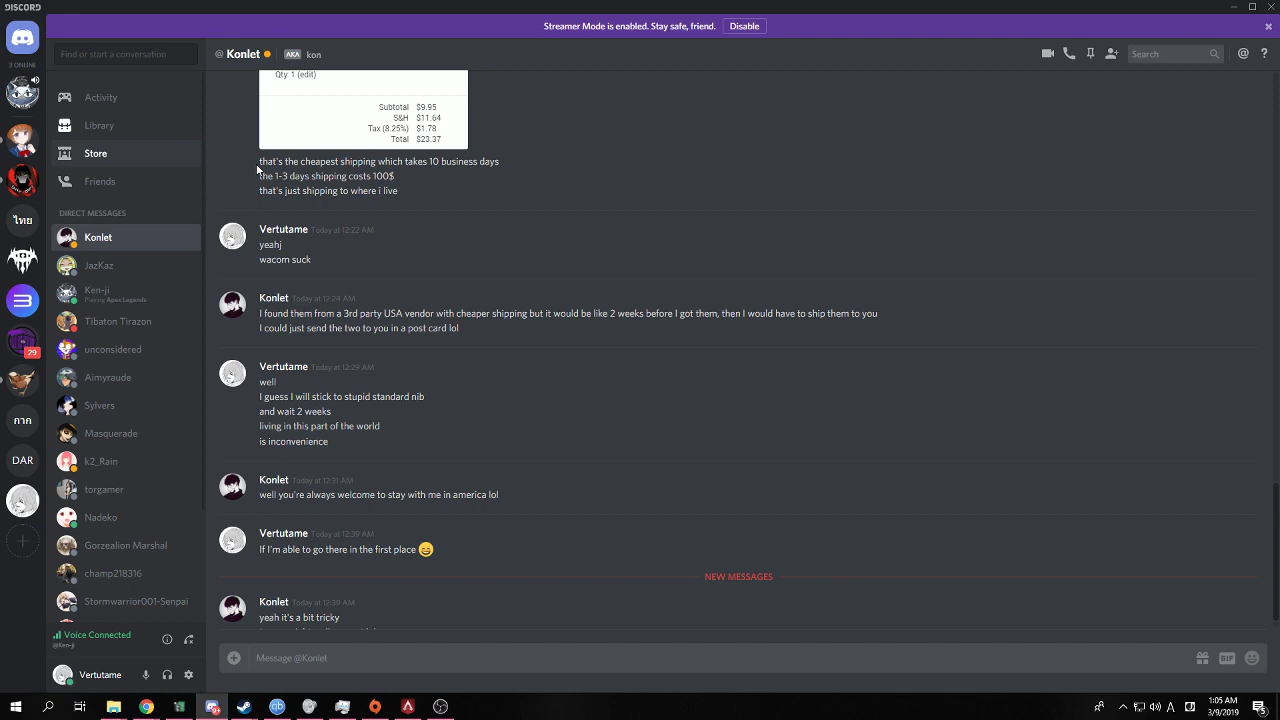 DISCORD
Streamer Mode is enabled. Stay safe, friend.
Disable
Find or start a conversation
@ Konlet
AKA
kon
Search
3 ONLINE
Activity
Library
Store
Friends
DIRECT MESSAGES
Konlet
JazKaz
Ken-ji
Playing Apex Legends
Tibaton Tirazon
unconsidered
Aimyraude
Sylvers
Masquerade
k2_Rain
torgamer
Nadeko
Gorzealion Marshal
champ218316
Stormwarrior001-Senpai
Voice Connected
@Ken-ji
Vertutame
29
DAR
Qty: 1 (edit)
Subtotal $9.95
S&H $11.64
Tax (8.25%) $1.78
Total $23.37
that's the cheapest shipping which takes 10 business days
the 1-3 days shipping costs 100$
that's just shipping to where i live
Vertutame Today at 12:22 AM
yeahj
wacom suck
Konlet Today at 12:24 AM
I found them from a 3rd party USA vendor with cheaper shipping but it would be like 2 weeks before I got them, then I would have to ship them to you
I could just send the two to you in a post card lol
Vertutame Today at 12:29 AM
well
I guess I will stick to stupid standard nib
and wait 2 weeks
living in this part of the world
is inconvenience
Konlet Today at 12:31 AM
well you're always welcome to stay with me in america lol
Vertutame Today at 12:39 AM
If I'm able to go there in the first place
NEW MESSAGES
Konlet Today at 12:39 AM
yeah it's a bit tricky
Message @Konlet
GIF
1:05 AM
3/9/2019